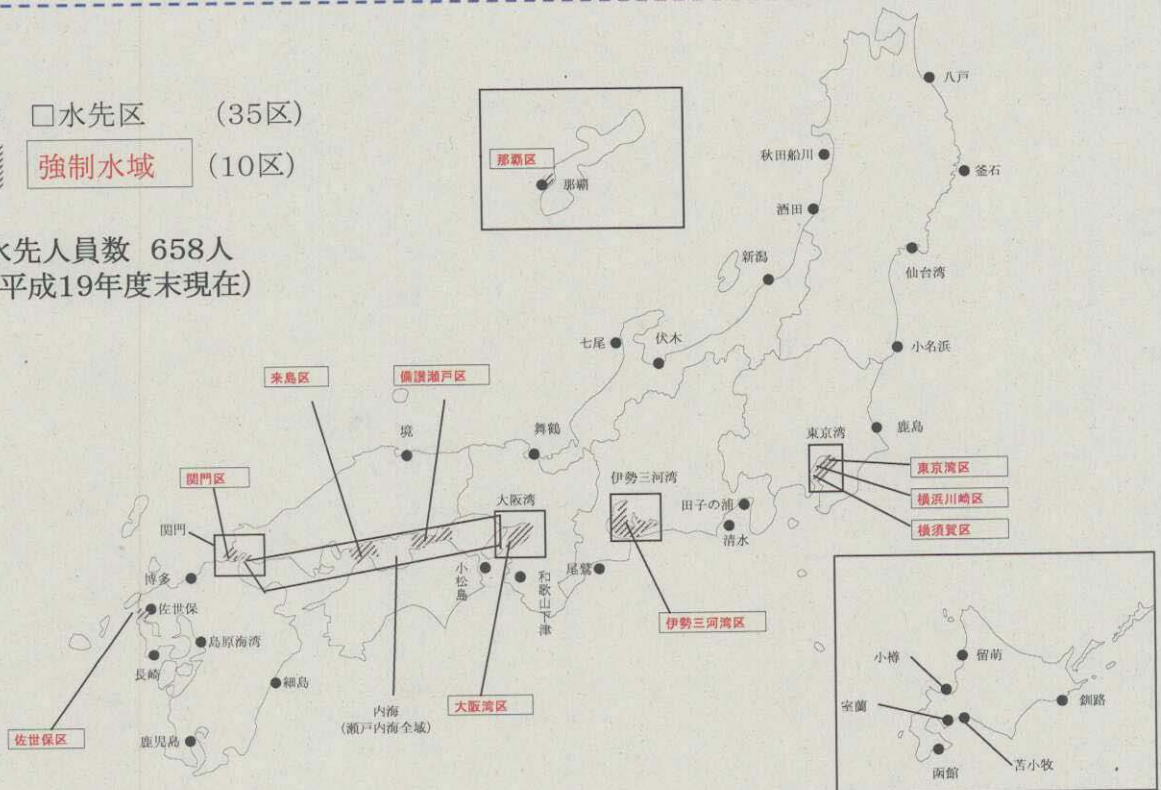 □水先区 (35区)
強制水域 (10区)
水先人員数 658人
平成19年度末現在)
那覇区
那覇
八戸
秋田船川
釜石
酒田
仙台湾
新潟
七尾
伏木
小名浜
来島区
備讃瀬戸区
境
舞鶴
東京湾
鹿島
東京湾区
横浜川崎区
横須賀区
関門区
大阪湾
伊勢三河湾
田子の浦
清水
関門
博多
小松島
和歌山下津
尾鷲
伊勢三河湾区
佐世保
島原海湾
長崎
細島
内海
(瀬戸内海全域)
大阪湾区
佐世保区
鹿児島
小樽
留萌
室蘭
釧路
苫小牧
函館